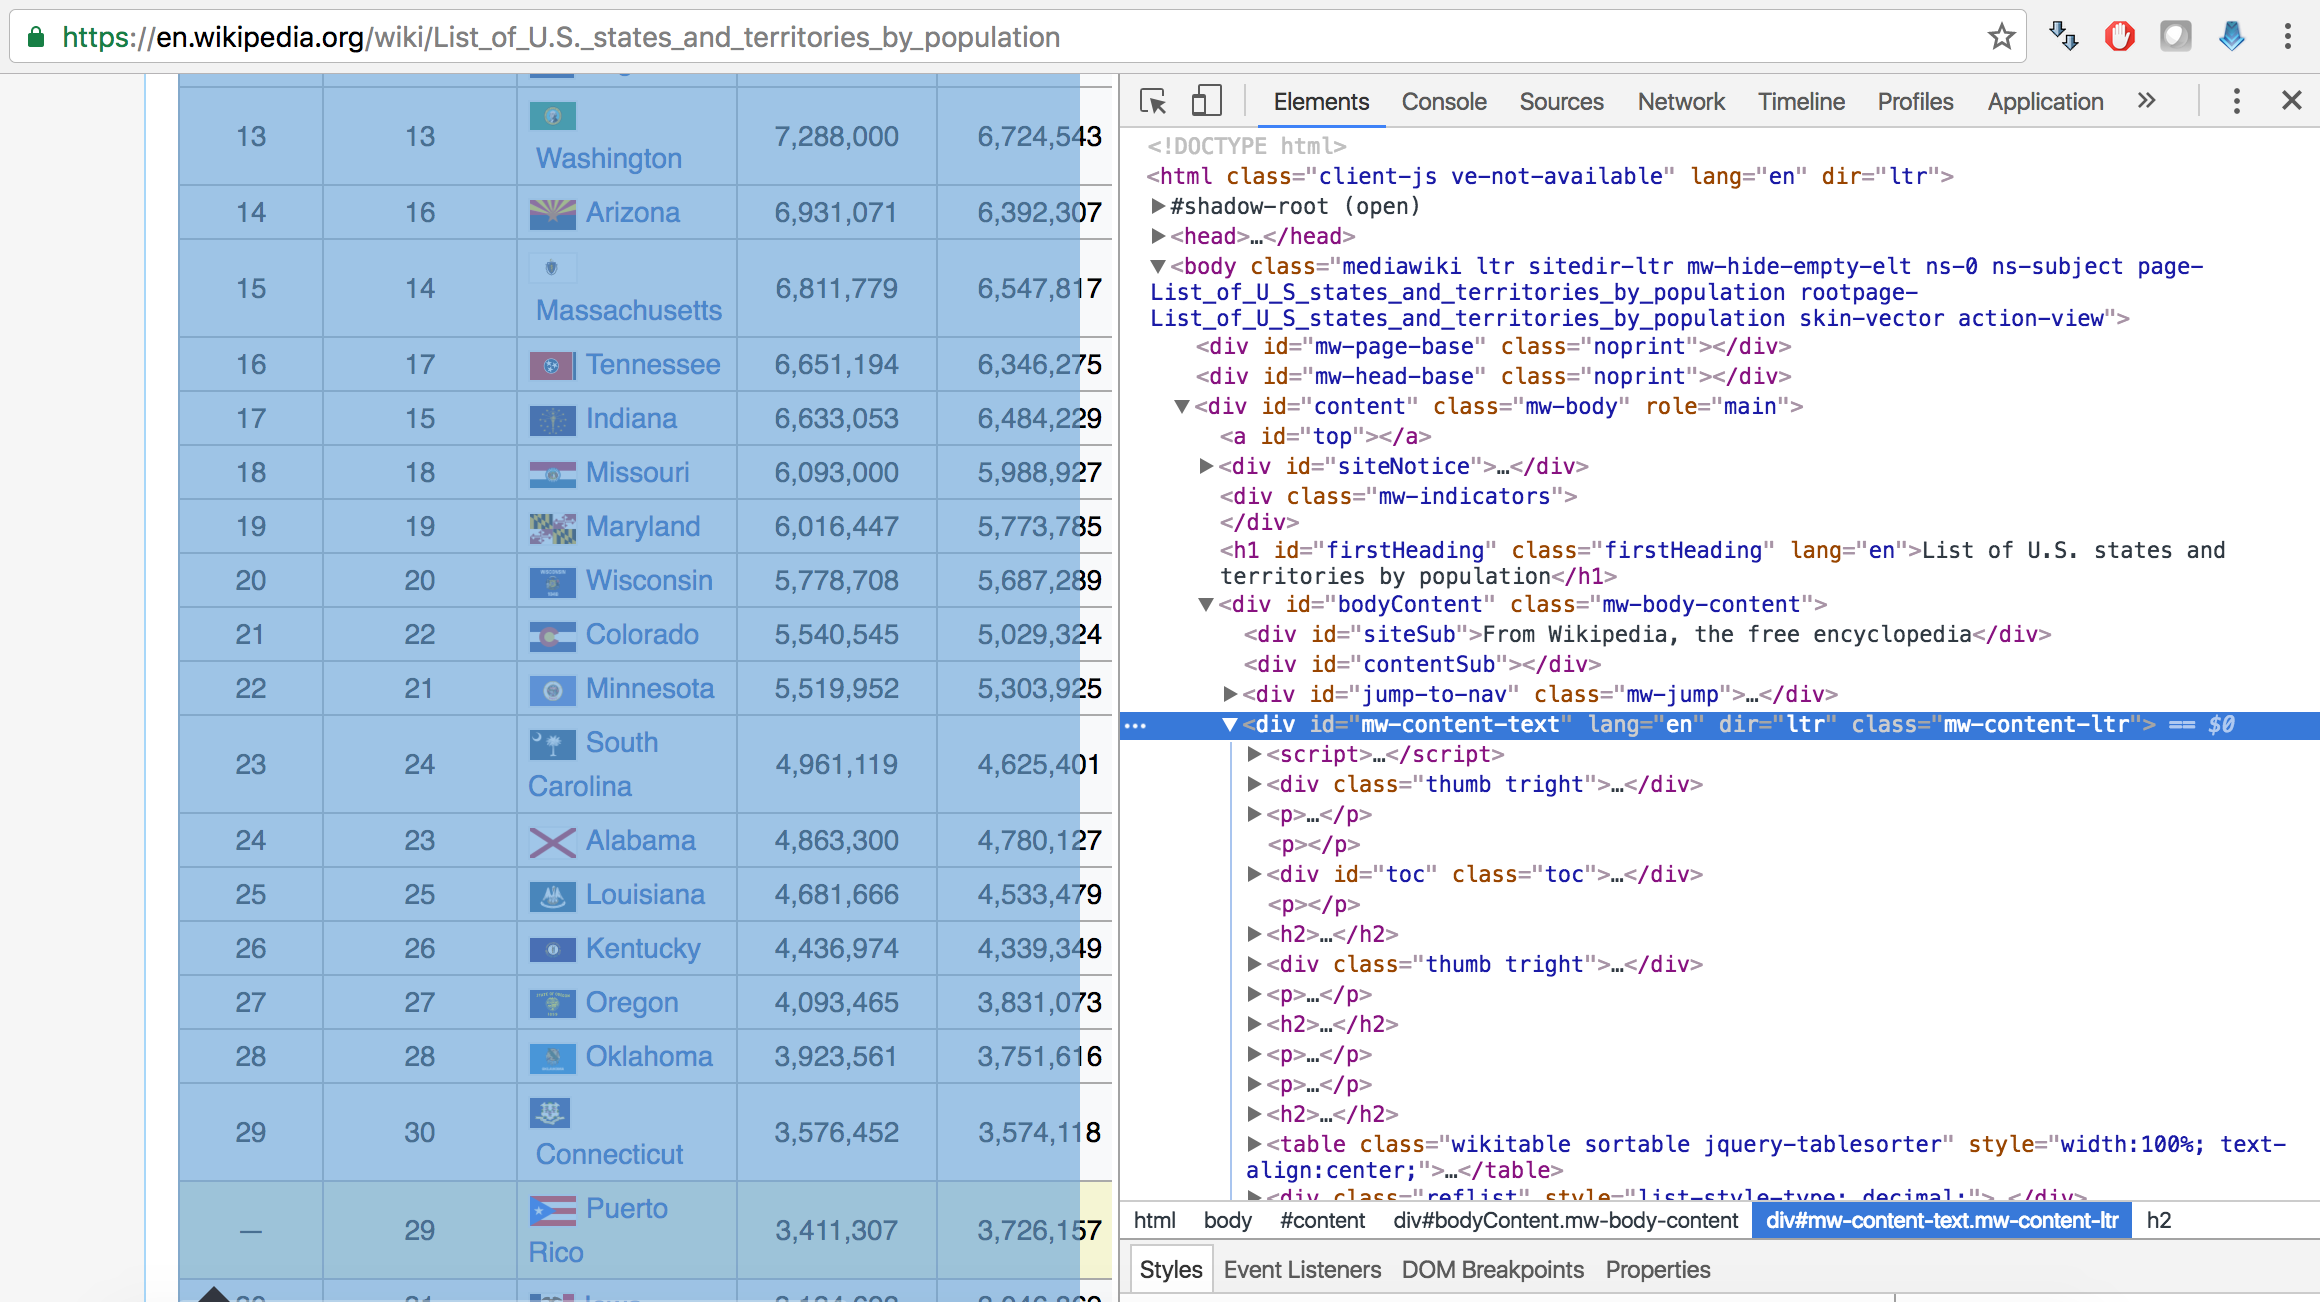 https://en.wikipedia.org/wiki/List_of_U.S._states_and_territories_by_population
13 13 Washington 7,288,000 6,724,543
14 16 Arizona 6,931,071 6,392,307
15 14 Massachusetts 6,811,779 6,547,817
16 17 Tennessee 6,651,194 6,346,275
17 15 Indiana 6,633,053 6,484,229
18 18 Missouri 6,093,000 5,988,927
19 19 Maryland 6,016,447 5,773,785
20 20 Wisconsin 5,778,708 5,687,289
21 22 Colorado 5,540,545 5,029,324
22 21 Minnesota 5,519,952 5,303,925
23 24 South Carolina 4,961,119 4,625,401
24 23 Alabama 4,863,300 4,780,127
25 25 Louisiana 4,681,666 4,533,479
26 26 Kentucky 4,436,974 4,339,349
27 27 Oregon 4,093,465 3,831,073
28 28 Oklahoma 3,923,561 3,751,616
29 30 Connecticut 3,576,452 3,574,118
— 29 Puerto Rico 3,411,307 3,726,157
Elements Console Sources Network Timeline Profiles Application »
<!DOCTYPE html>
<html class="client-js ve-not-available" lang="en" dir="ltr">
#shadow-root (open)
<head>…</head>
<body class="mediawiki ltr sitedir-ltr mw-hide-empty-elt ns-0 ns-subject page-
List_of_U_S_states_and_territories_by_population rootpage-
List_of_U_S_states_and_territories_by_population skin-vector action-view">
<div id="mw-page-base" class="noprint"></div>
<div id="mw-head-base" class="noprint"></div>
<div id="content" class="mw-body" role="main">
<a id="top"></a>
<div id="siteNotice">…</div>
<div class="mw-indicators">
</div>
<h1 id="firstHeading" class="firstHeading" lang="en">List of U.S. states and
territories by population</h1>
<div id="bodyContent" class="mw-body-content">
<div id="siteSub">From Wikipedia, the free encyclopedia</div>
<div id="contentSub"></div>
<div id="jump-to-nav" class="mw-jump">…</div>
… <div id="mw-content-text" lang="en" dir="ltr" class="mw-content-ltr"> == $0
<script>…</script>
<div class="thumb tright">…</div>
<p>…</p>
<p></p>
<div id="toc" class="toc">…</div>
<p></p>
<h2>…</h2>
<div class="thumb tright">…</div>
<p>…</p>
<h2>…</h2>
<p>…</p>
<p>…</p>
<h2>…</h2>
<table class="wikitable sortable jquery-tablesorter" style="width:100%; text-
align:center;">…</table>
<div class="reflist" style="list-style-type: decimal;">…</div>
html body #content div#bodyContent.mw-body-content div#mw-content-text.mw-content-ltr h2
Styles Event Listeners DOM Breakpoints Properties